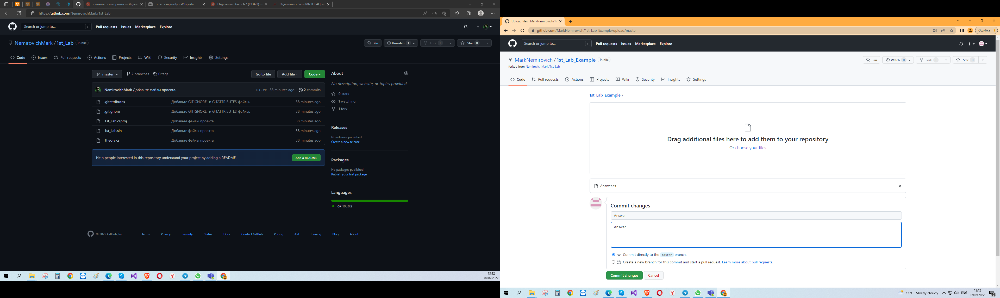 сложность алгоритма — Яндекс
Time complexity - Wikipedia
Отделение сбыта N7 (ЮЗАО) ф
Отделение сбыта №7 ЮЗАО, а
https://github.com/NemirovichMark/1st_Lab
Search or jump to... /
Pull requests Issues Marketplace Explore
NemirovichMark / 1st_Lab Public
Pin Unwatch 1 Fork 1 Star 0
Code Issues Pull requests Actions Projects Wiki Security Insights Settings
master 2 branches 0 tags Go to file Add file Code
NemirovichMark Добавьте файлы проекта. 7ff539e 38 minutes ago 2 commits
.gitattributes Добавьте GITIGNORE- и GITATTRIBUTES-файлы. 38 minutes ago
.gitignore Добавьте GITIGNORE- и GITATTRIBUTES-файлы. 38 minutes ago
1st_Lab.csproj Добавьте файлы проекта. 38 minutes ago
1st_Lab.sln Добавьте файлы проекта. 38 minutes ago
Theory.cs Добавьте файлы проекта. 38 minutes ago
Help people interested in this repository understand your project by adding a README. Add a README
About
No description, website, or topics provided.
0 stars
1 watching
1 fork
Releases
No releases published
Create a new release
Packages
No packages published
Publish your first package
Languages
C# 100.0%
© 2022 GitHub, Inc. Terms Privacy Security Status Docs Contact GitHub Pricing API Training Blog About
13:12
09.09.2022
Upload files · MarkNemirovich/1
github.com/MarkNemirovich/1st_Lab_Example/upload/master
Ошибка
Search or jump to... /
Pull requests Issues Marketplace Explore
MarkNemirovich / 1st_Lab_Example Public
forked from NemirovichMark/1st_Lab
Pin Watch 0 Fork 1 Star 0
Code Pull requests Actions Projects Wiki Security Insights Settings
1st_Lab_Example /
Drag additional files here to add them to your repository
Or choose your files
Answer.cs
Commit changes
Answer
Answer
Commit directly to the master branch.
Create a new branch for this commit and start a pull request. Learn more about pull requests.
Commit changes Cancel
11°C Mostly cloudy ENG
13:12
09.09.2022
14